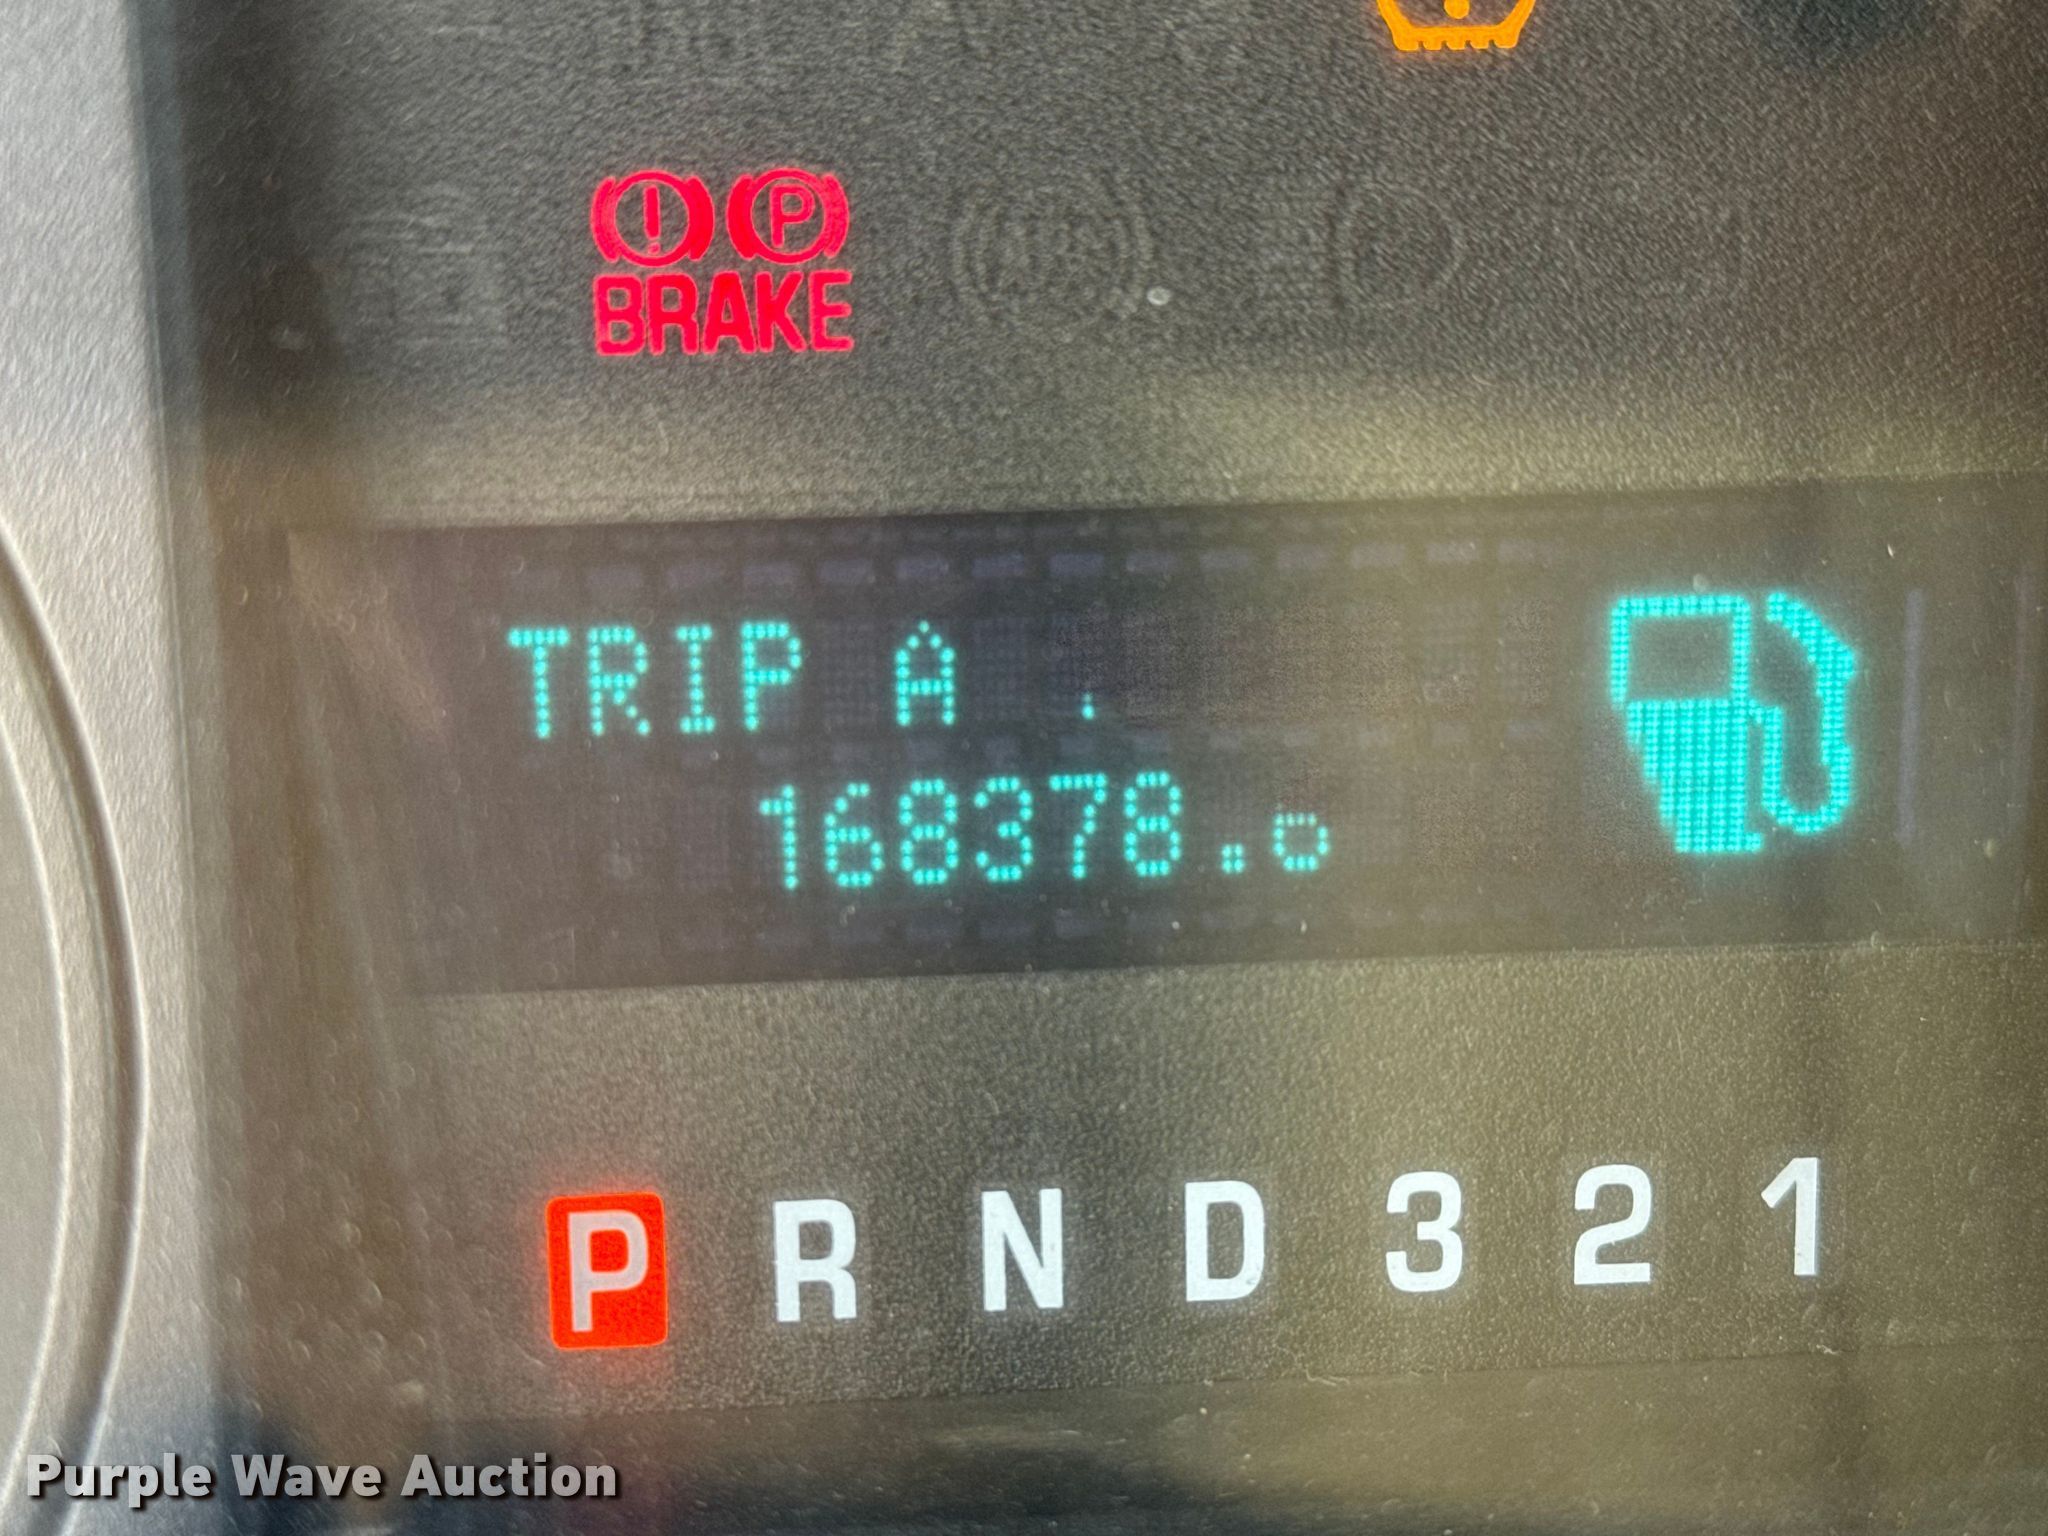 BRAKE
TRIP A .
168378.0
P R N D 3 2 1
Purple Wave Auction